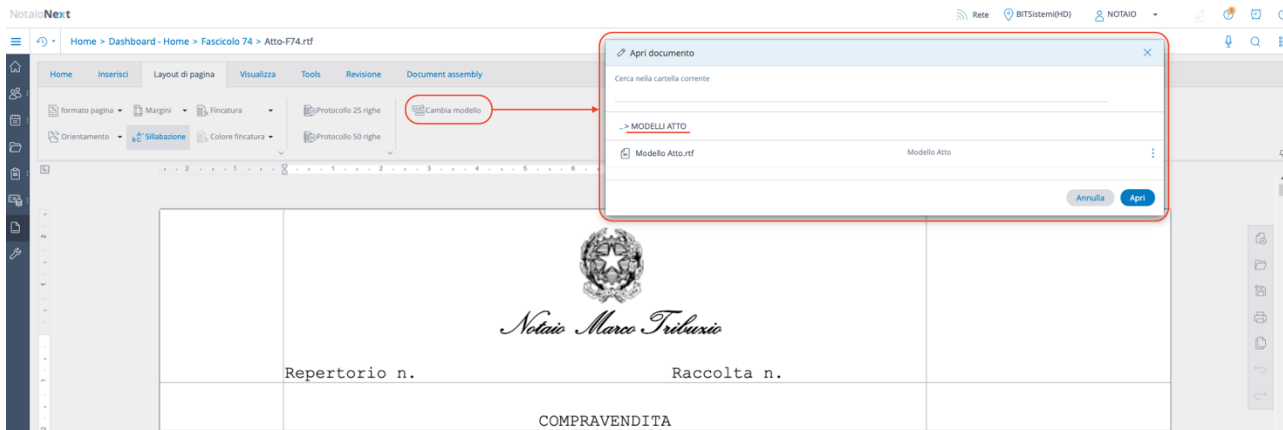 NotaioNext
Rete BITSistemi(HD) NOTAIO
Home > Dashboard - Home > Fascicolo 74 > Atto-F74.rtf
Home Inserisci Layout di pagina Visualizza Tools Revisione Document assembly
formato pagina Margini Fincatura Protocollo 25 righe Cambia modello
Orientamento Sillabazione Colore fincatura Protocollo 50 righe
Apri documento
Cerca nella cartella corrente
..> MODELLI ATTO
Modello Atto.rtf Modello Atto
Annulla Apri
Notaio Marco Tribuzio
Repertorio n. Raccolta n.
COMPRAVENDITA